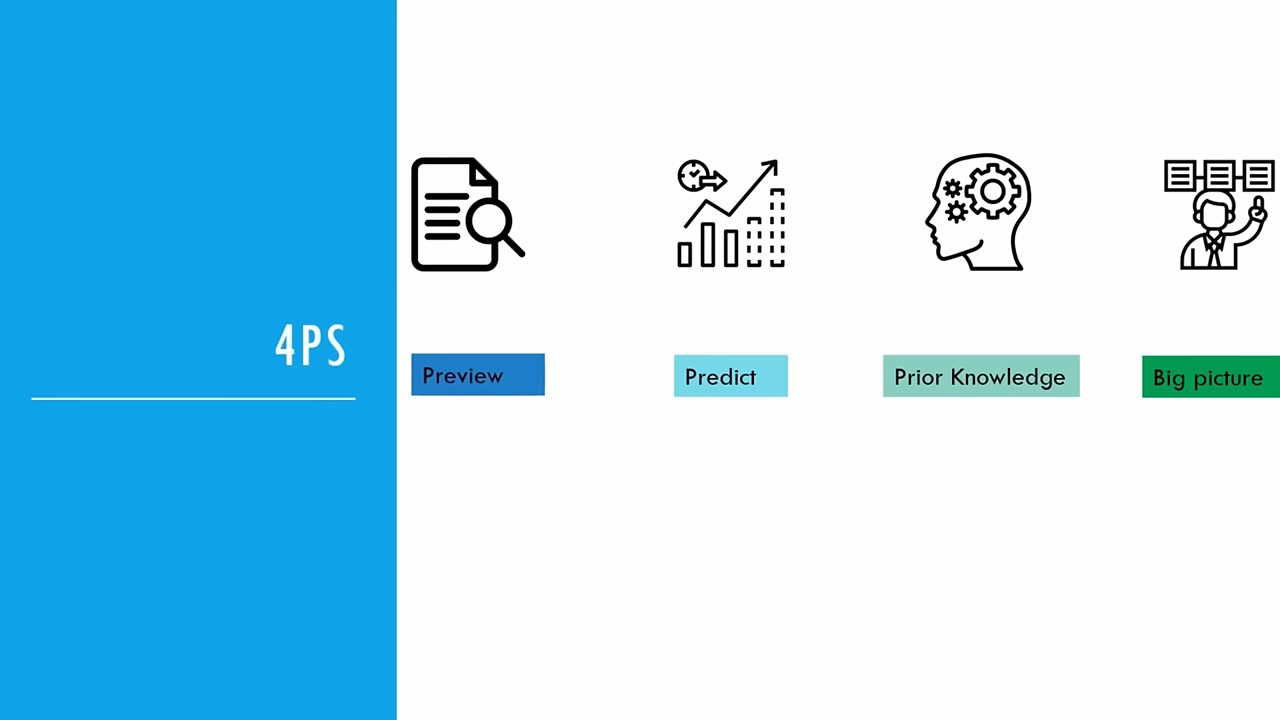 4PS
Preview
Predict
Prior Knowledge
Big picture